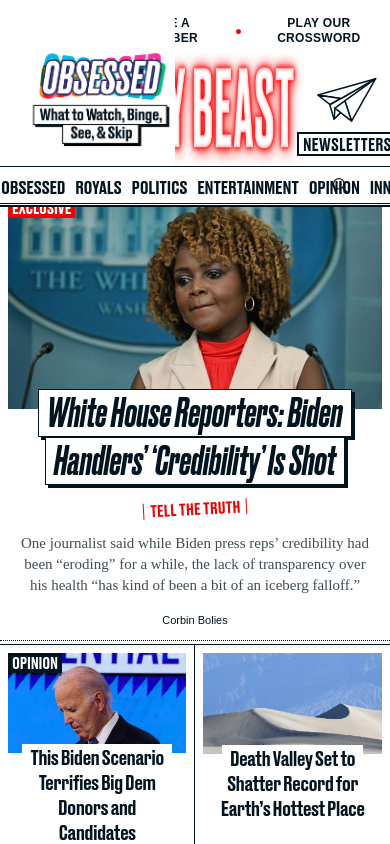 PLAY OUR
CROSSWORD
OBSESSED
What to Watch, Binge,
See, & Skip
BEAST
NEWSLETTERS
OBSESSED ROYALS POLITICS ENTERTAINMENT OPINION INN
EXCLUSIVE
THE WHITE
WASH
White House Reporters: Biden
Handlers’ ‘Credibility’ Is Shot
TELL THE TRUTH
One journalist said while Biden press reps’ credibility had
been “eroding” for a while, the lack of transparency over
his health “has kind of been a bit of an iceberg falloff.”
Corbin Bolies
OPINION
This Biden Scenario
Terrifies Big Dem
Donors and
Candidates
Death Valley Set to
Shatter Record for
Earth’s Hottest Place